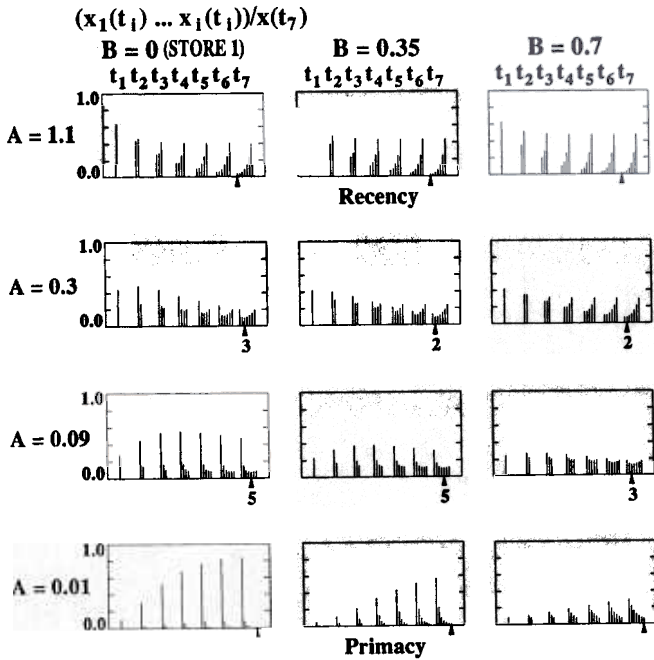 (x₁(tᵢ) ... xᵢ(tᵢ))/x(t₇)
B = 0 (STORE 1) B = 0.35 B = 0.7
t₁ t₂ t₃ t₄ t₅ t₆ t₇ t₁ t₂ t₃ t₄ t₅ t₆ t₇ t₁ t₂ t₃ t₄ t₅ t₆ t₇
1.0
A = 1.1
0.0
Recency
1.0
A = 0.3
0.0
3 2 2
1.0
A = 0.09
0.0
5 5 3
1.0
A = 0.01
0.0
Primacy